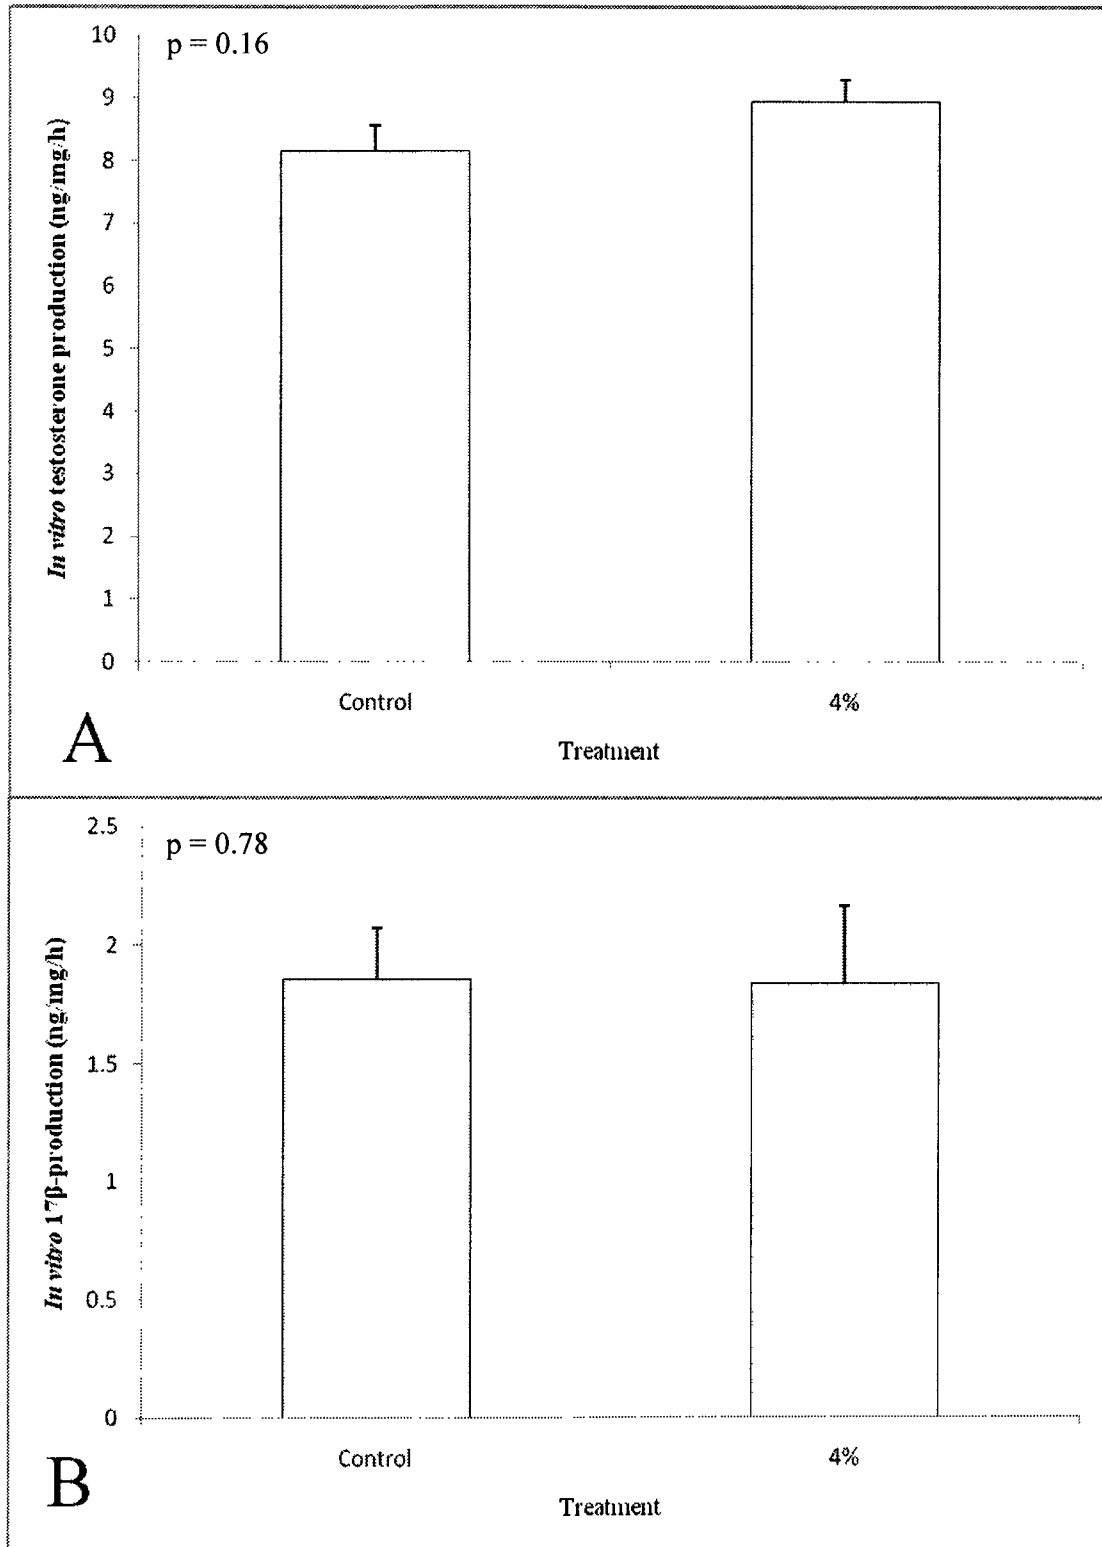 p = 0.16
In vitro testosterone production (ng/mg/h)
10
9
8
7
6
5
4
3
2
1
0
Control
4%
Treatment
A
p = 0.78
In vitro 17β-production (ng/mg/h)
2.5
2
1.5
1
0.5
0
Control
4%
Treatment
B